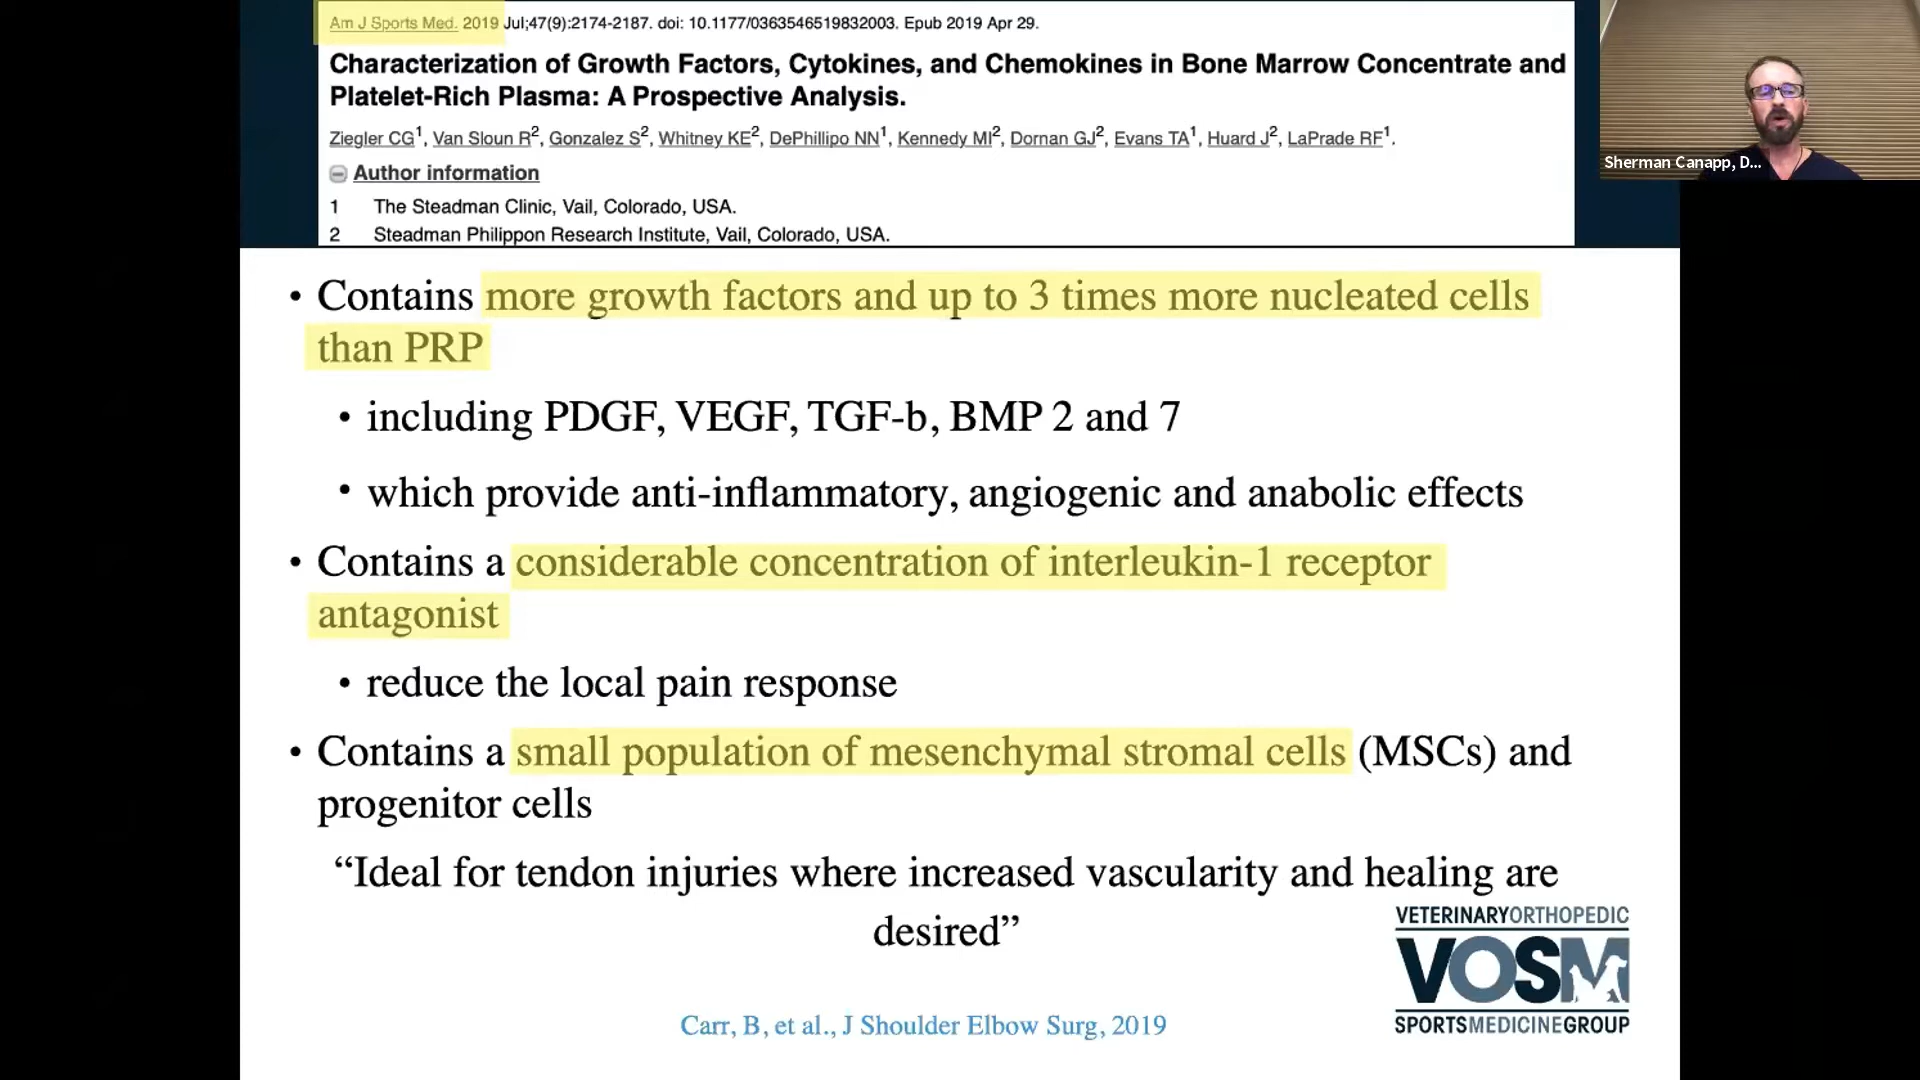 Am J Sports Med. 2019 Jul;47(9):2174-2187. doi: 10.1177/0363546519832003. Epub 2019 Apr 29.
Characterization of Growth Factors, Cytokines, and Chemokines in Bone Marrow Concentrate and
Platelet-Rich Plasma: A Prospective Analysis.
Ziegler CG1, Van Sloun R2, Gonzalez S2, Whitney KE2, DePhillipo NN1, Kennedy MI2, Dornan GJ2, Evans TA1, Huard J2, LaPrade RF1.
Author information
1 The Steadman Clinic, Vail, Colorado, USA.
2 Steadman Philippon Research Institute, Vail, Colorado, USA.
Sherman Canapp, D...
• Contains more growth factors and up to 3 times more nucleated cells
than PRP
• including PDGF, VEGF, TGF-b, BMP 2 and 7
• which provide anti-inflammatory, angiogenic and anabolic effects
• Contains a considerable concentration of interleukin-1 receptor
antagonist
• reduce the local pain response
• Contains a small population of mesenchymal stromal cells (MSCs) and
progenitor cells
“Ideal for tendon injuries where increased vascularity and healing are
desired”
VETERINARYORTHOPEDIC
VOSM
SPORTSMEDICINEGROUP
Carr, B, et al., J Shoulder Elbow Surg, 2019